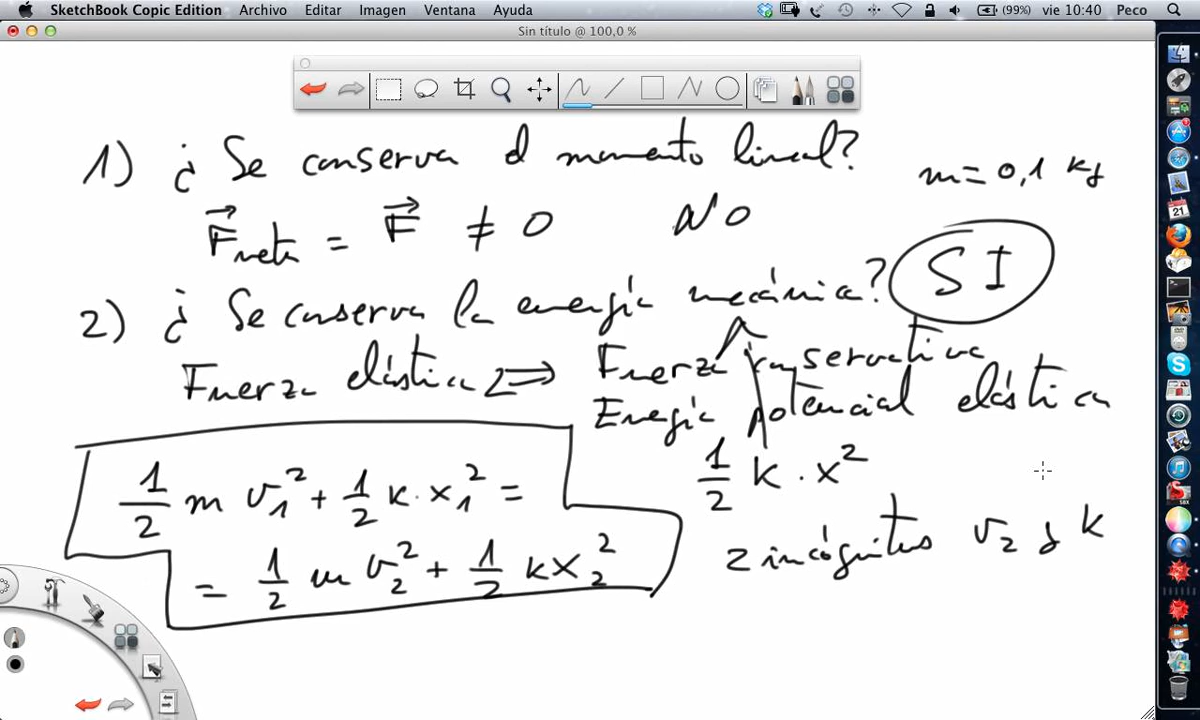 SketchBook Copic Edition Archivo Editar Imagen Ventana Ayuda (99%) vie 10:40 Peco
Sin título @ 100,0 %
1) ¿Se conserva el momento lineal?
m = 0,1 kg
F neta = F ≠ 0 NO
2) ¿Se conserva la energía mecánica? SI
Fuerza elástica => Fuerza conservativa
Energía potencial elástica
1/2 k · x²
1/2 m v₁² + 1/2 k · x₁² =
= 1/2 m v₂² + 1/2 k x₂²
2 incógnitas v₂ y k